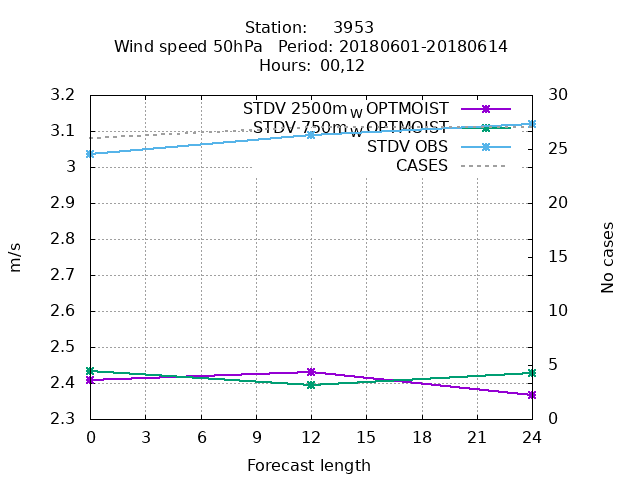 Station: 3953
Wind speed 50hPa Period: 20180601-20180614
Hours: 00,12
3.2
3.1
3
2.9
2.8
2.7
2.6
2.5
2.4
2.3
m/s
STDV 2500m_W OPTMOIST
STDV 750m_W OPTMOIST
STDV OBS
CASES
30
25
20
15
10
5
0
No cases
0 3 6 9 12 15 18 21 24
Forecast length